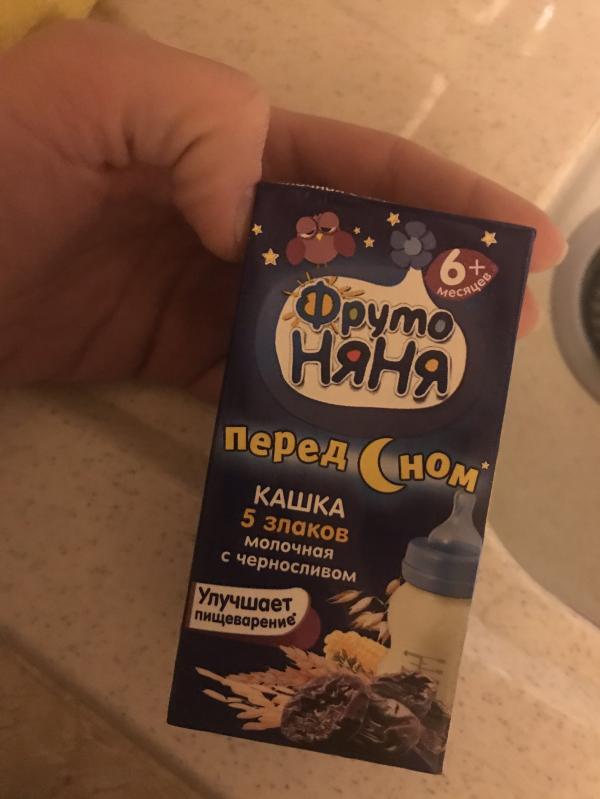 6+
месяцев
Фруто
НЯНЯ
перед Сном*
КАШКА
5 злаков
молочная
с черносливом
Улучшает
пищеварение*